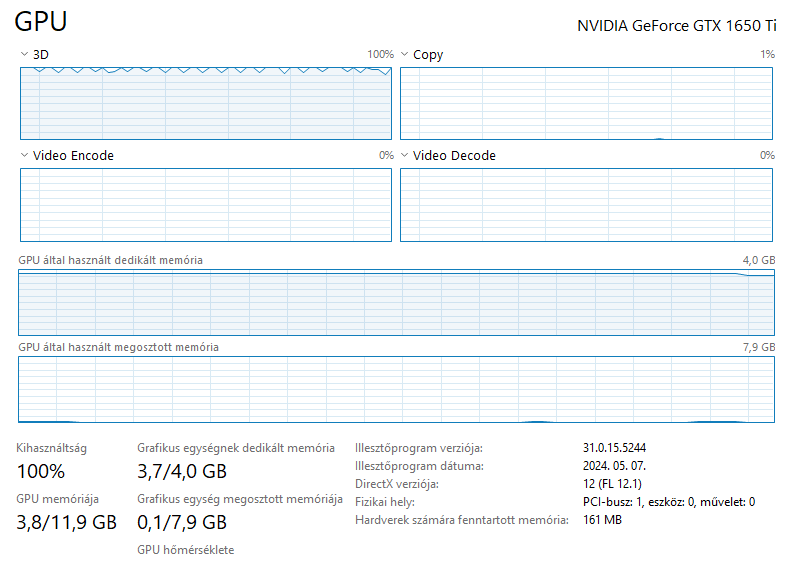 GPU
NVIDIA GeForce GTX 1650 Ti
3D 100%
Copy 1%
Video Encode 0%
Video Decode 0%
GPU által használt dedikált memória 4,0 GB
GPU által használt megosztott memória 7,9 GB
Kihasználtság
100%
Grafikus egységnek dedikált memória
3,7/4,0 GB
GPU memóriája
3,8/11,9 GB
Grafikus egység megosztott memóriája
0,1/7,9 GB
GPU hőmérséklete
Illesztőprogram verziója: 31.0.15.5244
Illesztőprogram dátuma: 2024. 05. 07.
DirectX verziója: 12 (FL 12.1)
Fizikai hely: PCI-busz: 1, eszköz: 0, művelet: 0
Hardverek számára fenntartott memória: 161 MB